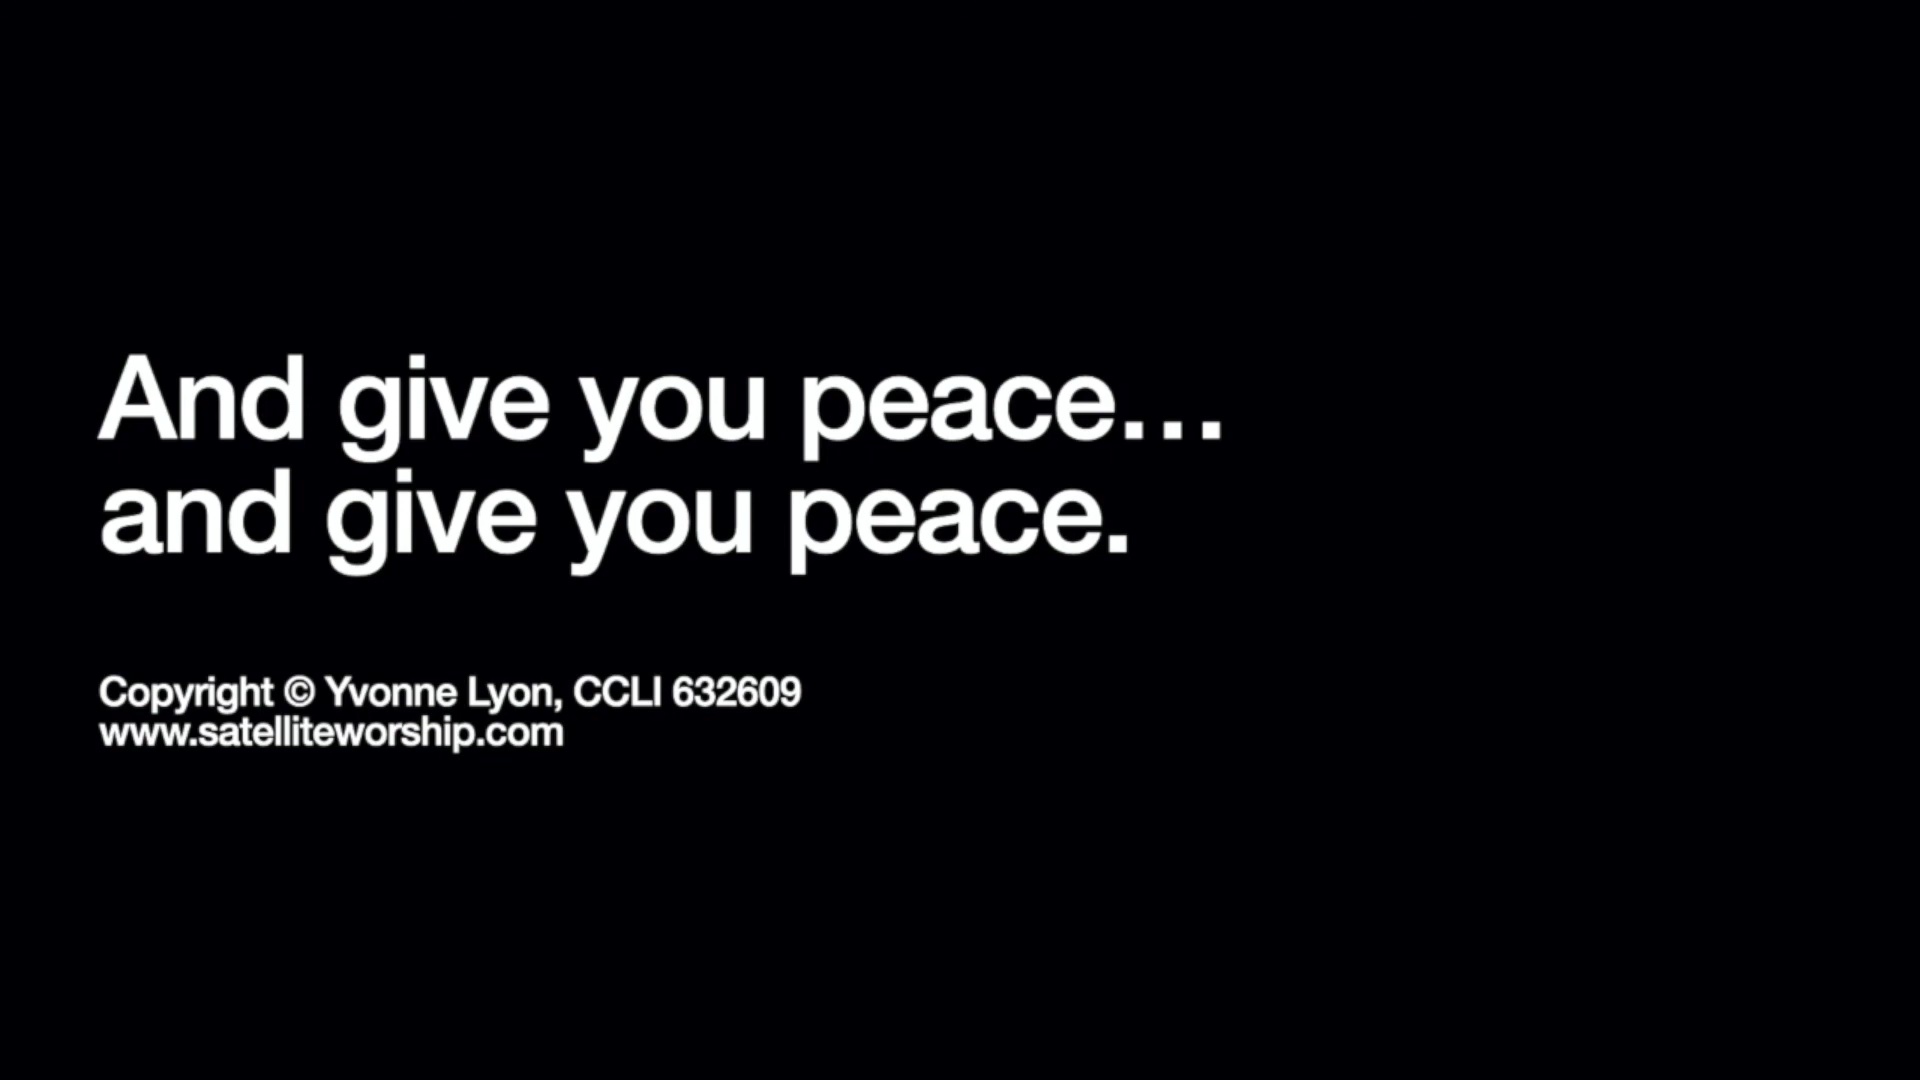 And give you peace...
and give you peace.
Copyright © Yvonne Lyon, CCLI 632609
www.satelliteworship.com